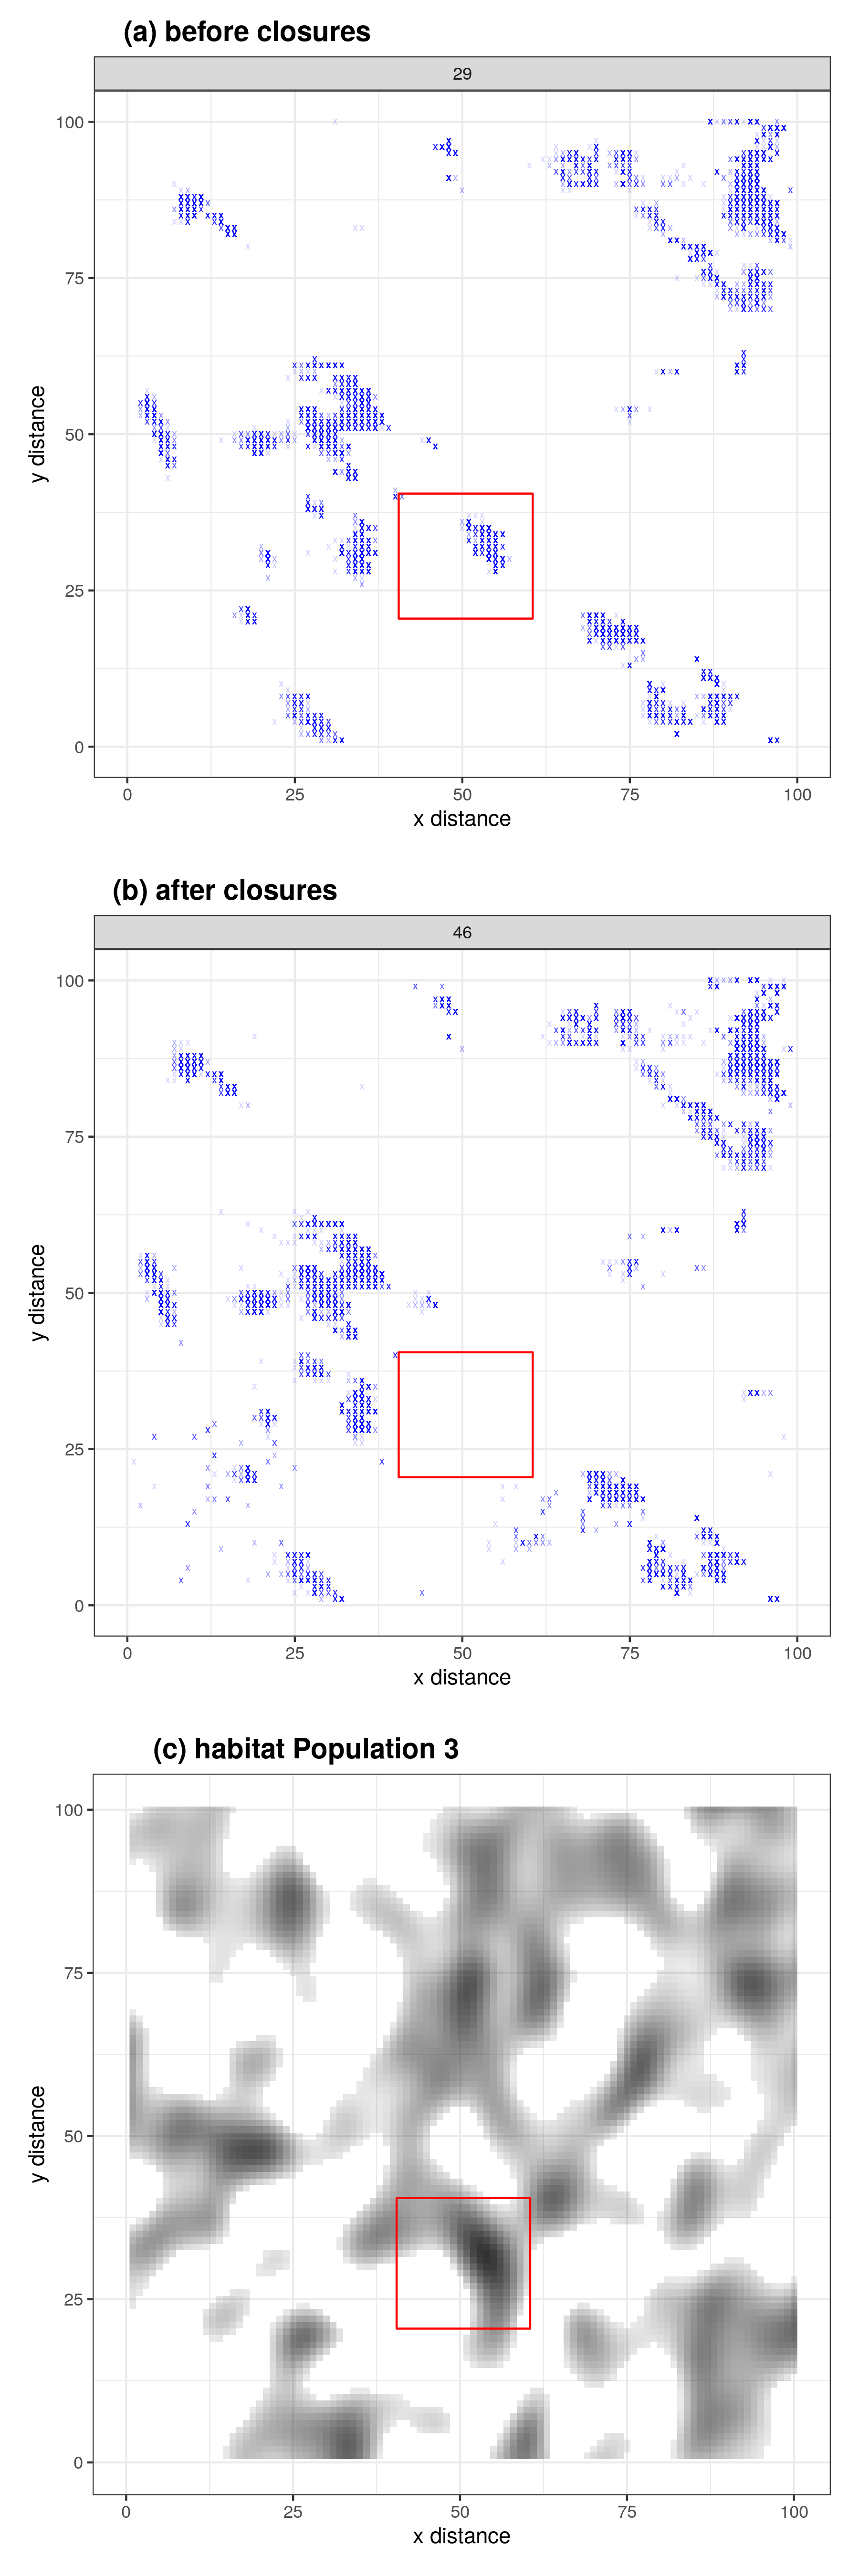 (a) before closures
29
100
75
50
25
0
y distance
0 25 50 75 100
x distance
(b) after closures
46
100
75
50
25
0
y distance
0 25 50 75 100
x distance
(c) habitat Population 3
100
75
50
25
0
y distance
0 25 50 75 100
x distance